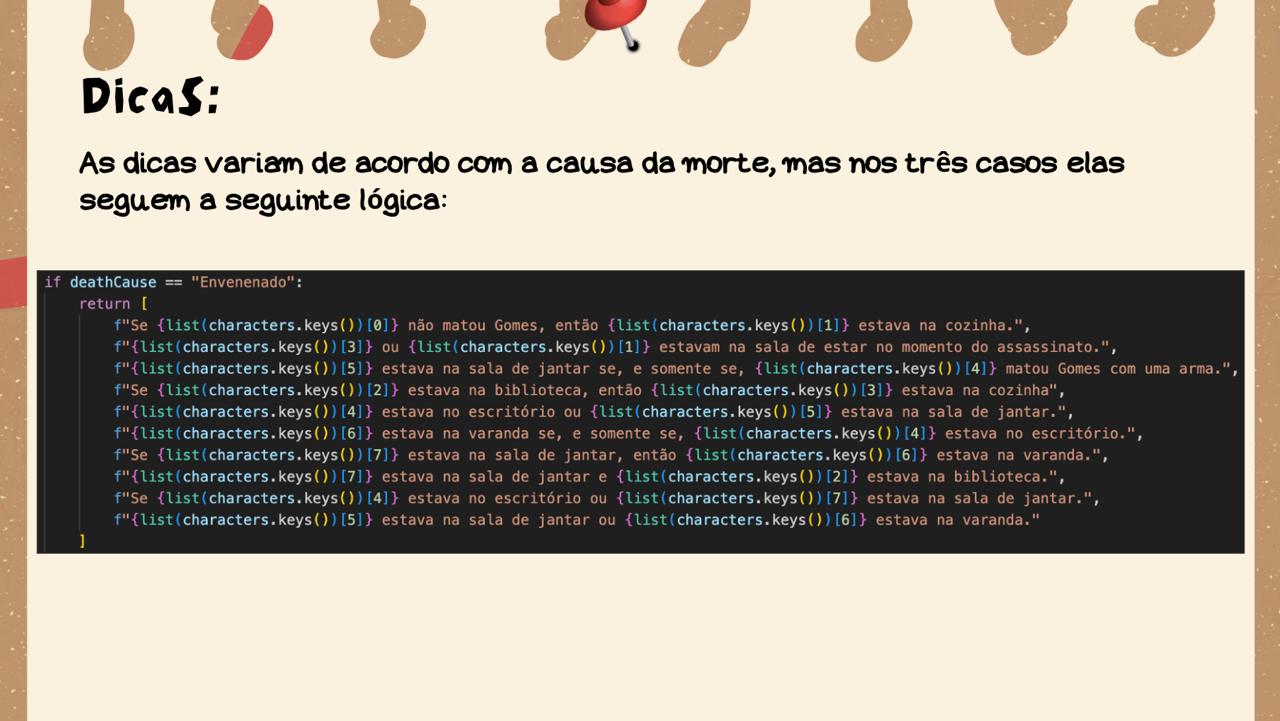 Dicas:
As dicas variam de acordo com a causa da morte, mas nos três casos elas
seguem a seguinte lógica:
if deathCause == "Envenenado":
    return [
        f"Se {list(characters.keys())[0]} não matou Gomes, então {list(characters.keys())[1]} estava na cozinha.",
        f"{list(characters.keys())[3]} ou {list(characters.keys())[1]} estavam na sala de estar no momento do assassinato.",
        f"{list(characters.keys())[5]} estava na sala de jantar se, e somente se, {list(characters.keys())[4]} matou Gomes com uma arma.",
        f"Se {list(characters.keys())[2]} estava na biblioteca, então {list(characters.keys())[3]} estava na cozinha",
        f"{list(characters.keys())[4]} estava no escritório ou {list(characters.keys())[5]} estava na sala de jantar.",
        f"{list(characters.keys())[6]} estava na varanda se, e somente se, {list(characters.keys())[4]} estava no escritório.",
        f"Se {list(characters.keys())[7]} estava na sala de jantar, então {list(characters.keys())[6]} estava na varanda.",
        f"{list(characters.keys())[7]} estava na sala de jantar e {list(characters.keys())[2]} estava na biblioteca.",
        f"Se {list(characters.keys())[4]} estava no escritório ou {list(characters.keys())[7]} estava na sala de jantar.",
        f"{list(characters.keys())[5]} estava na sala de jantar ou {list(characters.keys())[6]} estava na varanda."
    ]